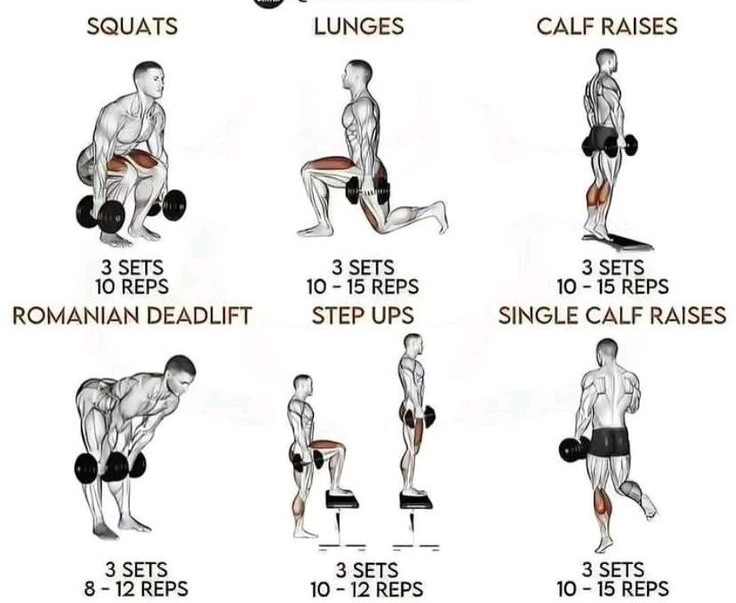 SQUATS
LUNGES
CALF RAISES
3 SETS
10 REPS
3 SETS
10 - 15 REPS
3 SETS
10 - 15 REPS
ROMANIAN DEADLIFT
STEP UPS
SINGLE CALF RAISES
3 SETS
8 - 12 REPS
3 SETS
10 - 12 REPS
3 SETS
10 - 15 REPS